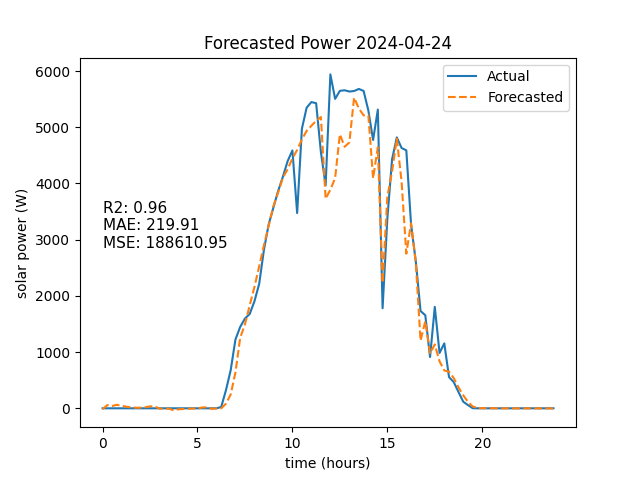 Forecasted Power 2024-04-24
6000
5000
4000
3000
2000
1000
0
solar power (W)
Actual
Forecasted
R2: 0.96
MAE: 219.91
MSE: 188610.95
0 5 10 15 20
time (hours)